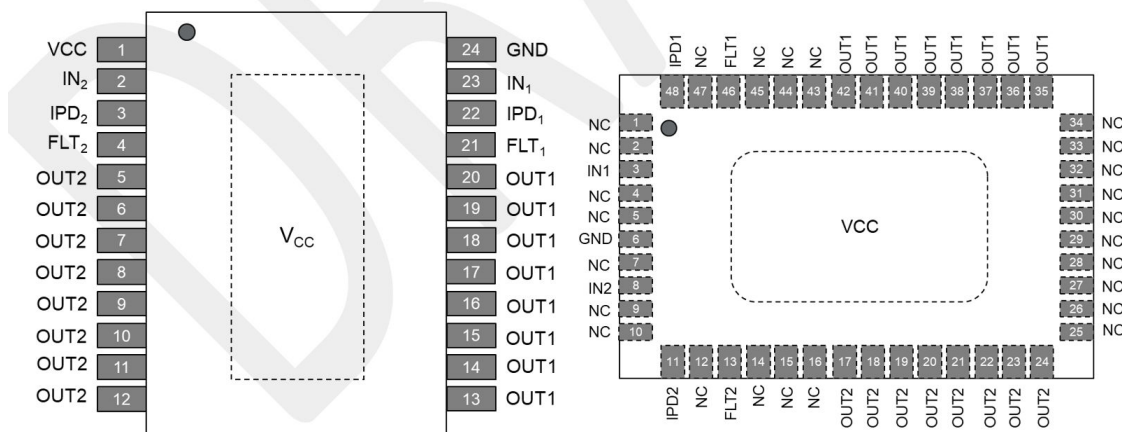 VCC 1 24 GND
IN2 2 23 IN1
IPD2 3 22 IPD1
FLT2 4 21 FLT1
OUT2 5 20 OUT1
OUT2 6 19 OUT1
OUT2 7 18 OUT1
OUT2 8 17 OUT1
OUT2 9 16 OUT1
OUT2 10 15 OUT1
OUT2 11 14 OUT1
OUT2 12 13 OUT1
VCC
IPD1 NC FLT1 NC NC NC OUT1 OUT1 OUT1 OUT1 OUT1 OUT1 OUT1 OUT1
48 47 46 45 44 43 42 41 40 39 38 37 36 35
NC 1 34 NC
NC 2 33 NC
IN1 3 32 NC
NC 4 31 NC
NC 5 30 NC
GND 6 29 NC
NC 7 28 NC
IN2 8 27 NC
NC 9 26 NC
NC 10 25 NC
VCC
11 12 13 14 15 16 17 18 19 20 21 22 23 24
IPD2 NC FLT2 NC NC NC OUT2 OUT2 OUT2 OUT2 OUT2 OUT2 OUT2 OUT2